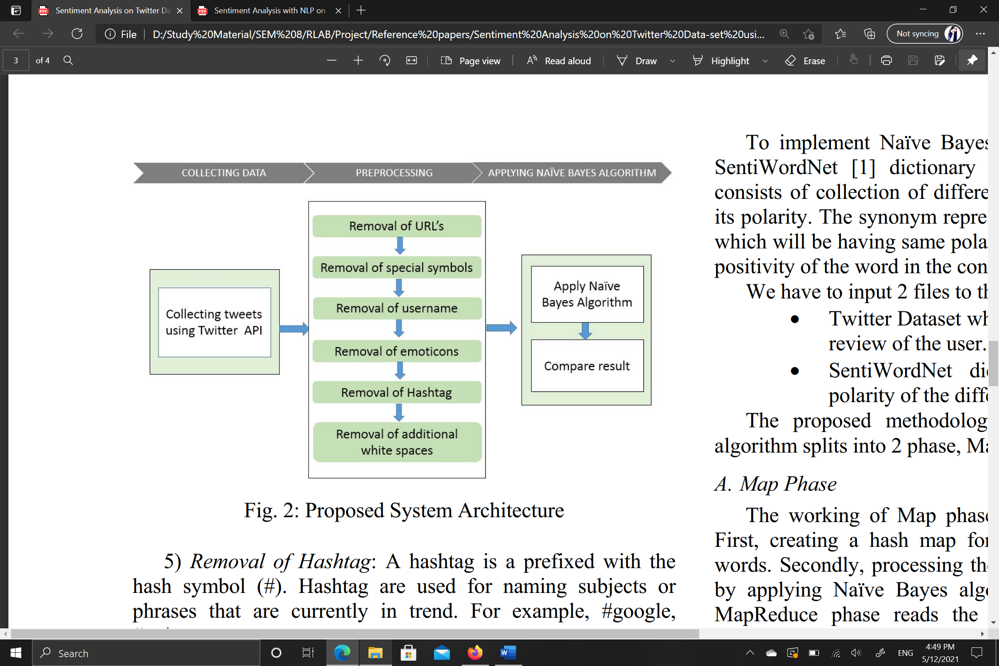 Sentiment Analysis on Twitter Da
Sentiment Analysis with NLP on
File
D:/Study%20Material/SEM%208/RLAB/Project/Reference%20papers/Sentiment%20Analysis%20on%20Twitter%20Data-set%20usi...
Not syncing
3 of 4
Page view
Read aloud
Draw
Highlight
Erase
COLLECTING DATA
PREPROCESSING
APPLYING NAÏVE BAYES ALGORITHM
Collecting tweets
using Twitter API
Removal of URL's
Removal of special symbols
Removal of username
Removal of emoticons
Removal of Hashtag
Removal of additional
white spaces
Apply Naïve
Bayes Algorithm
Compare result
Fig. 2: Proposed System Architecture
5) Removal of Hashtag: A hashtag is a prefixed with the
hash symbol (#). Hashtag are used for naming subjects or
phrases that are currently in trend. For example, #google,
To implement Naïve Bayes
SentiWordNet [1] dictionary
consists of collection of differe
its polarity. The synonym repre
which will be having same pola
positivity of the word in the con
We have to input 2 files to th
• Twitter Dataset wh
review of the user.
• SentiWordNet di
polarity of the diff
The proposed methodolog
algorithm splits into 2 phase, Ma
A. Map Phase
The working of Map phase
First, creating a hash map for
words. Secondly, processing the
by applying Naïve Bayes alg
MapReduce phase reads the
Search
ENG
4:49 PM
5/12/2021